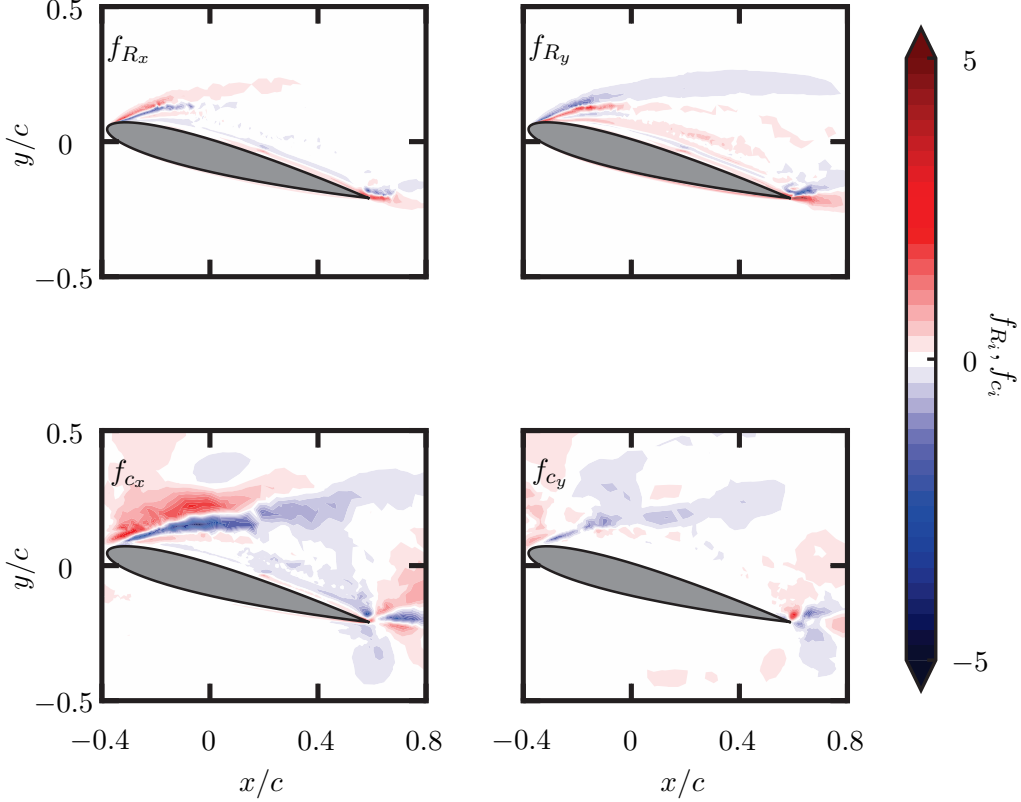 0.5
f_{R_x}
y/c
0
−0.5
f_{R_y}
5
0
−5
f_{R_i}, f_{c_i}
0.5
f_{c_x}
y/c
0
−0.5
−0.4 0 0.4 0.8
x/c
f_{c_y}
−0.4 0 0.4 0.8
x/c